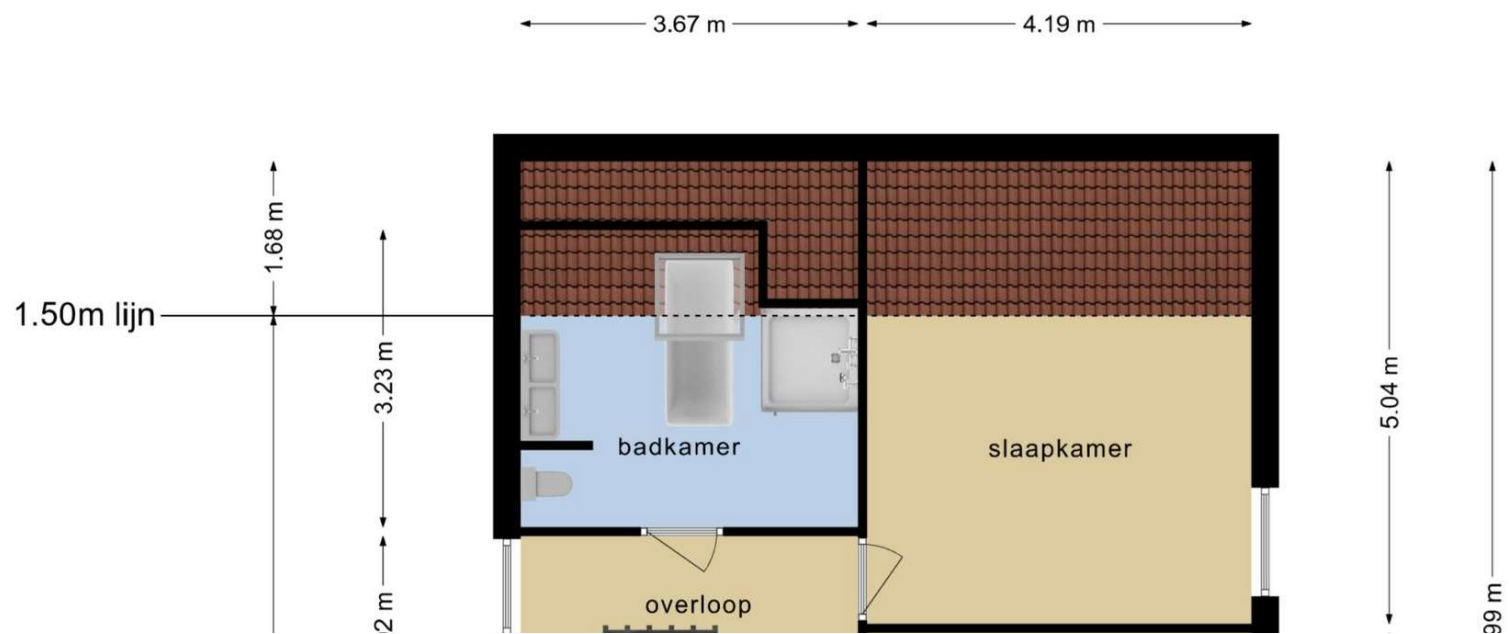 3.67 m
4.19 m
1.68 m
1.50m lijn
3.23 m
5.04 m
badkamer
slaapkamer
overloop